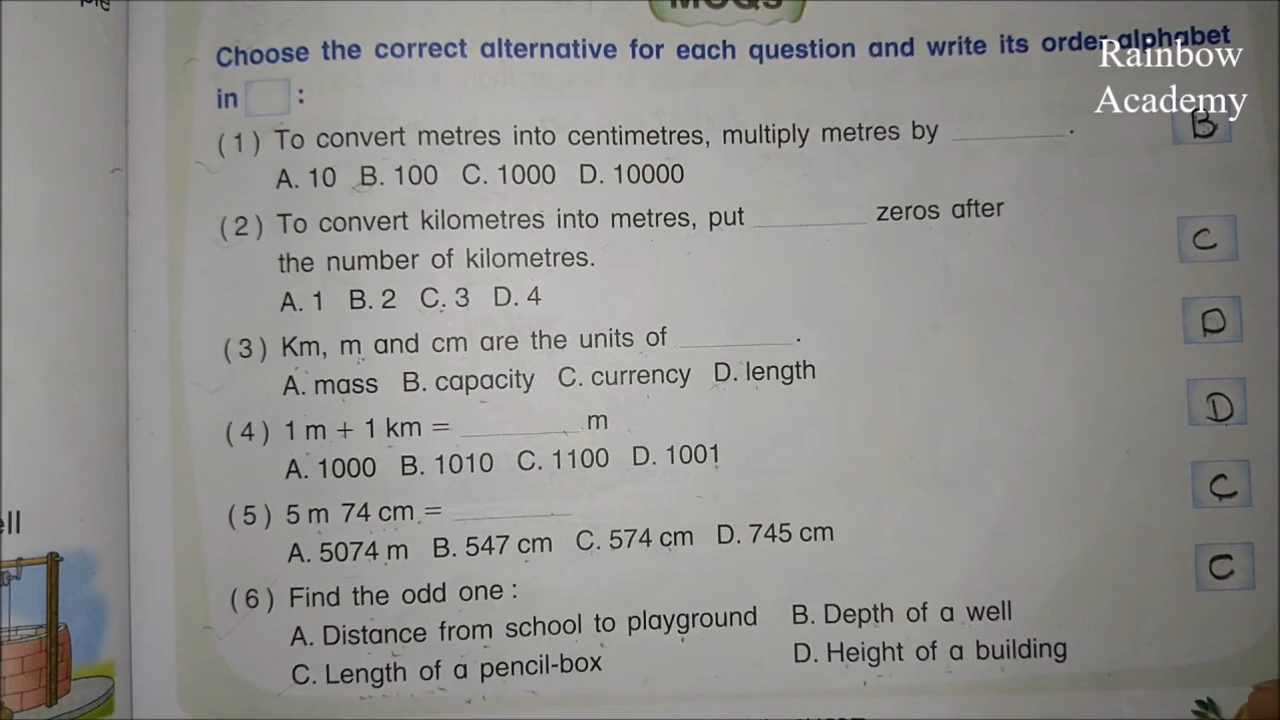 MCQs
Choose the correct alternative for each question and write its order alphabet
Rainbow
Academy
in :
(1) To convert metres into centimetres, multiply metres by ________. B
A. 10 B. 100 C. 1000 D. 10000
(2) To convert kilometres into metres, put ________ zeros after C
the number of kilometres.
A. 1 B. 2 C. 3 D. 4
(3) Km, m and cm are the units of ________. D
A. mass B. capacity C. currency D. length
(4) 1 m + 1 km = ________ m D
A. 1000 B. 1010 C. 1100 D. 1001
(5) 5 m 74 cm = ________ C
A. 5074 m B. 547 cm C. 574 cm D. 745 cm
(6) Find the odd one : C
A. Distance from school to playground B. Depth of a well
C. Length of a pencil-box D. Height of a building